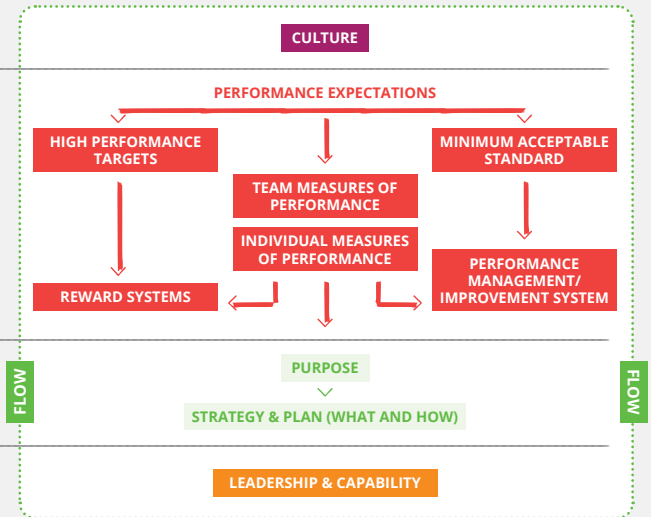 CULTURE
PERFORMANCE EXPECTATIONS
HIGH PERFORMANCE
TARGETS
MINIMUM ACCEPTABLE
STANDARD
TEAM MEASURES OF
PERFORMANCE
INDIVIDUAL MEASURES
OF PERFORMANCE
REWARD SYSTEMS
PERFORMANCE
MANAGEMENT/
IMPROVEMENT SYSTEM
FLOW
PURPOSE
STRATEGY & PLAN (WHAT AND HOW)
FLOW
LEADERSHIP & CAPABILITY